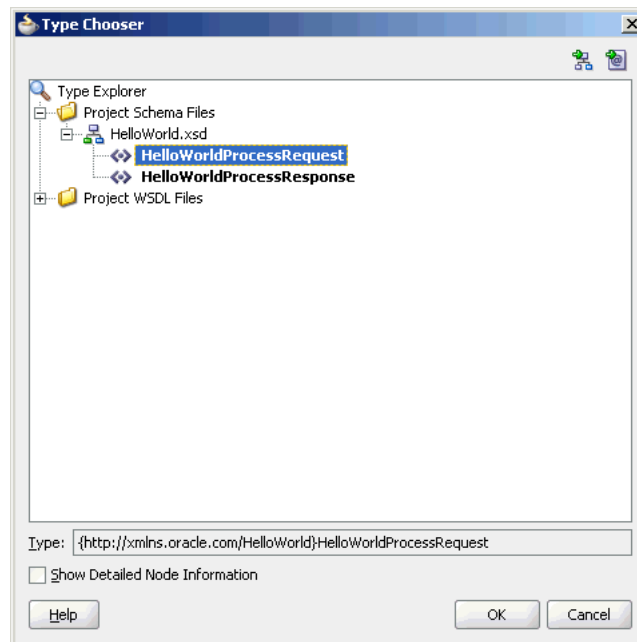 Type Chooser
Type Explorer
Project Schema Files
HelloWorld.xsd
HelloWorldProcessRequest
HelloWorldProcessResponse
Project WSDL Files
Type: {http://xmlns.oracle.com/HelloWorld}HelloWorldProcessRequest
Show Detailed Node Information
Help OK Cancel